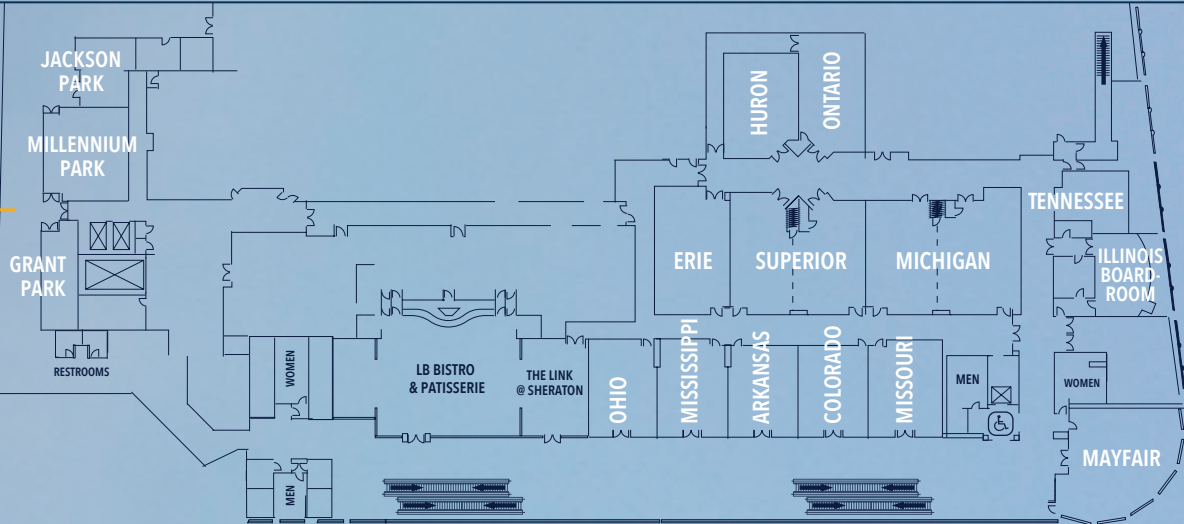 JACKSON
PARK
MILLENNIUM
PARK
GRANT
PARK
RESTROOMS
WOMEN
MEN
LB BISTRO
& PATISSERIE
THE LINK
@ SHERATON
HURON
ONTARIO
ERIE
SUPERIOR
MICHIGAN
OHIO
MISSISSIPPI
ARKANSAS
COLORADO
MISSOURI
MEN
TENNESSEE
ILLINOIS
BOARD-
ROOM
WOMEN
MAYFAIR